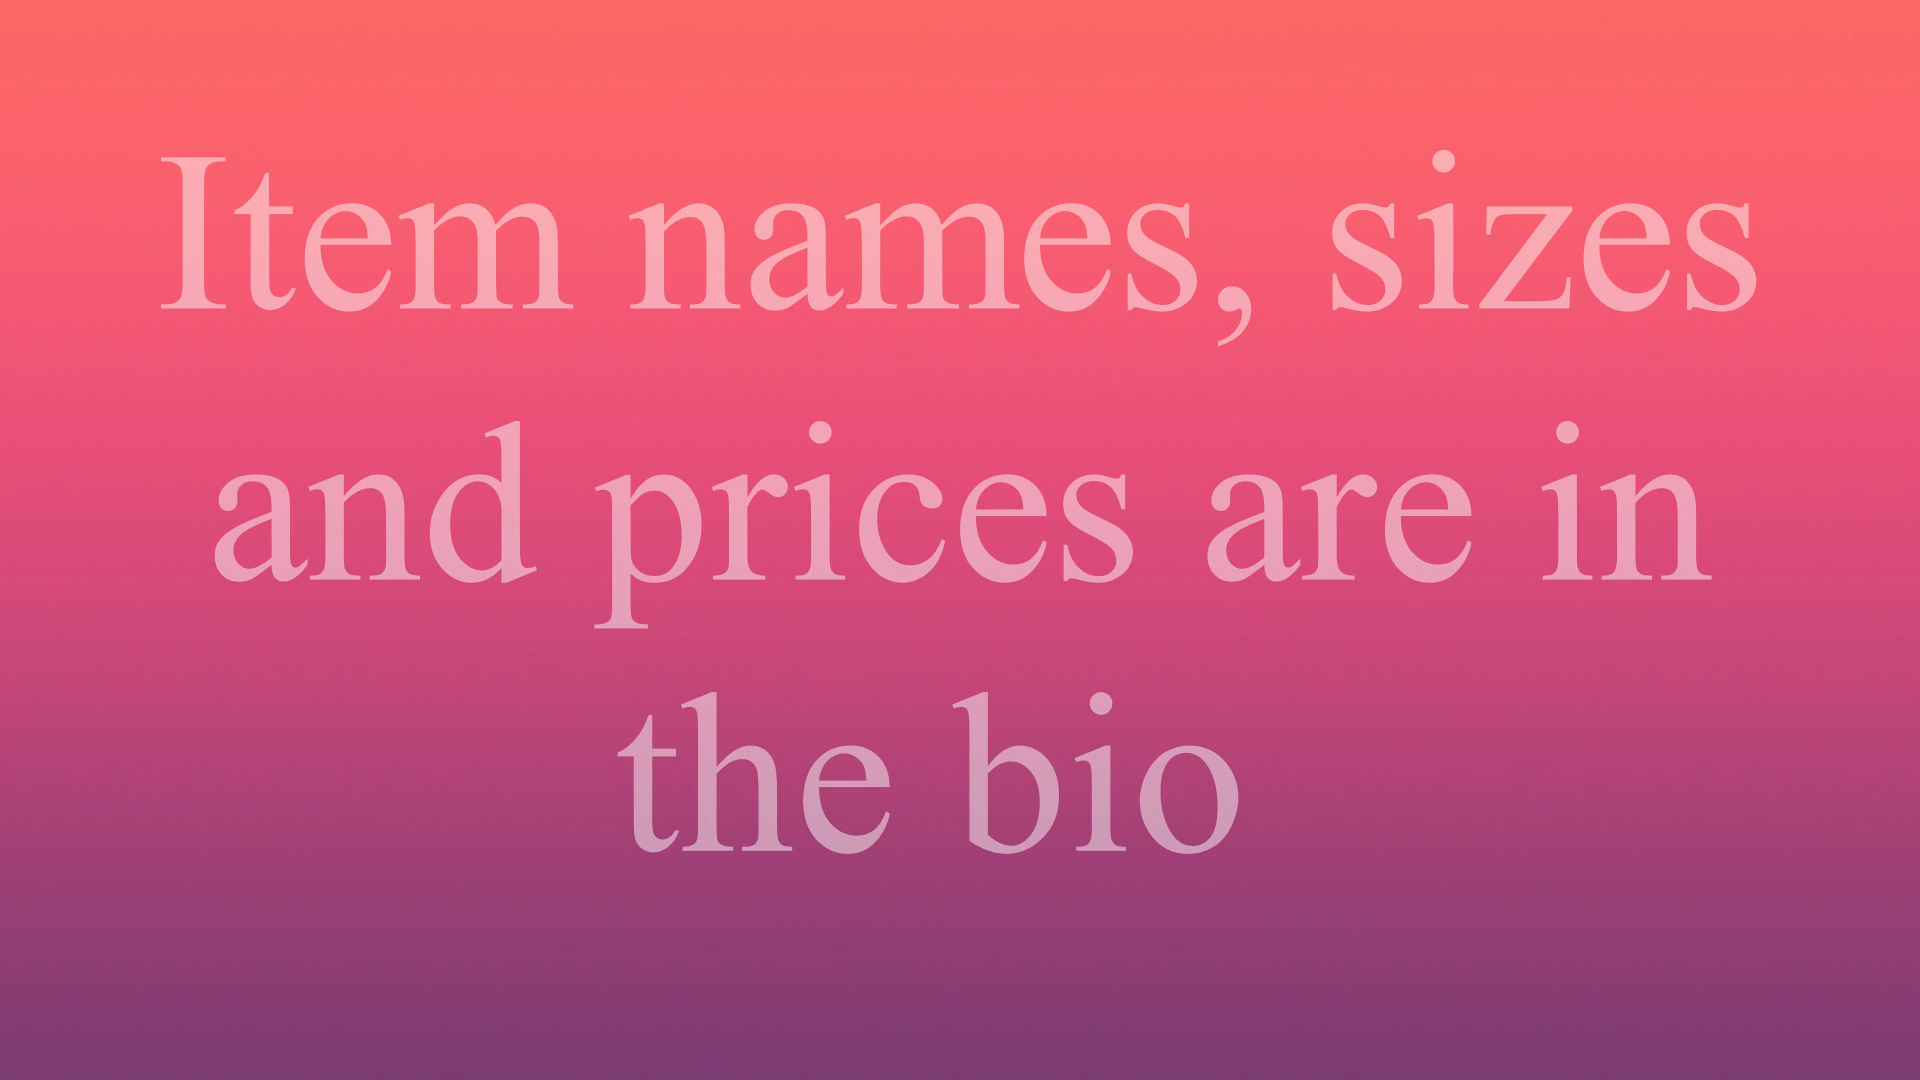 Item names, sizes
and prices are in
the bio